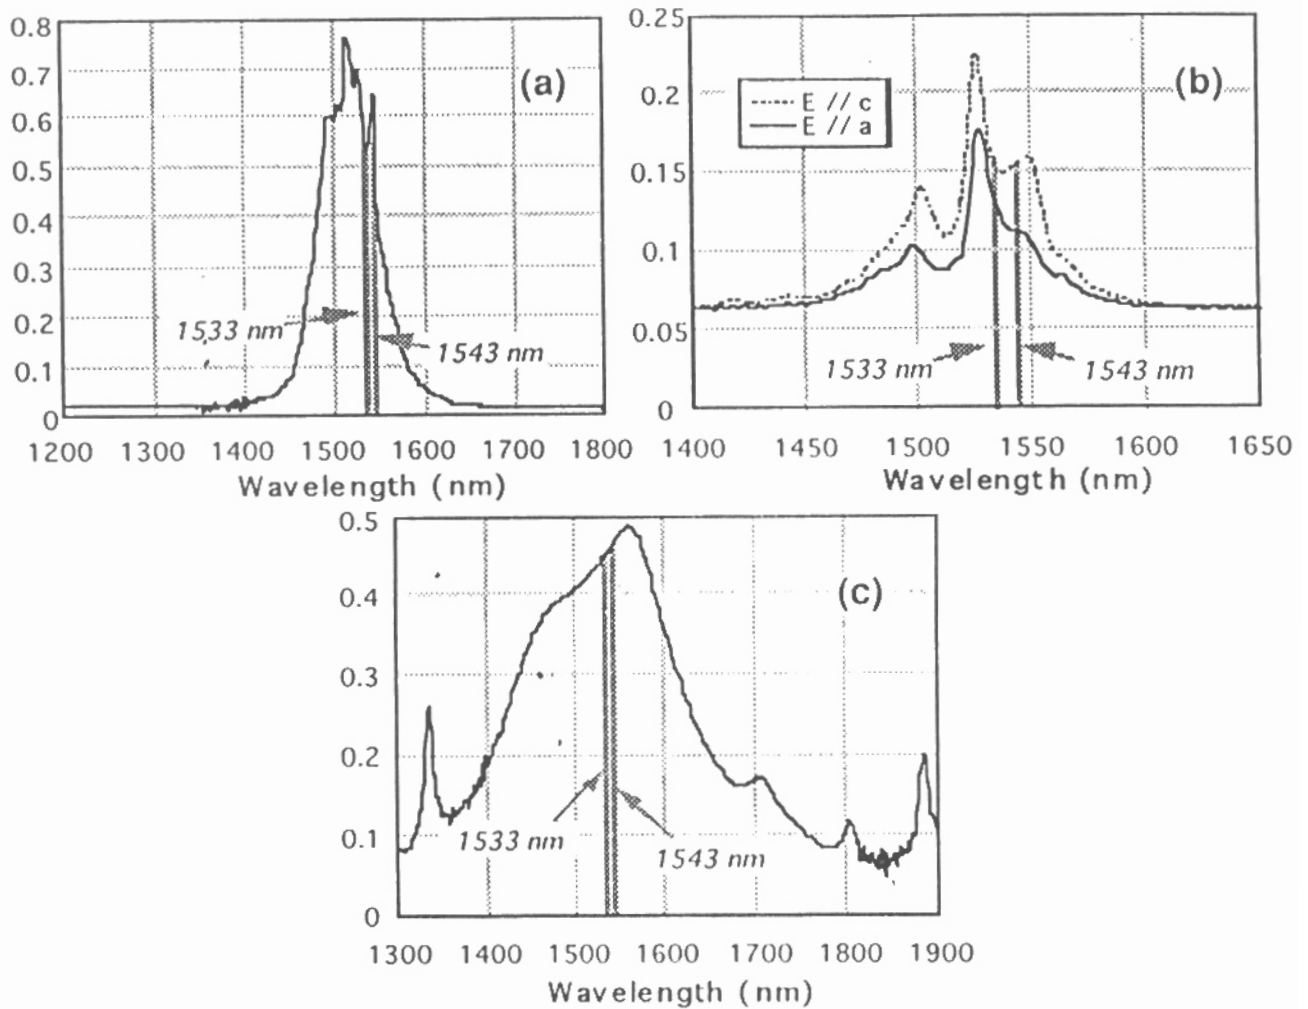 0.8
0.7
0.6
0.5
0.4
0.3
0.2
0.1
0
(a)
1533 nm
1543 nm
1200 1300 1400 1500 1600 1700 1800
Wavelength (nm)
0.25
0.2
0.15
0.1
0.05
0
(b)
E // c
E // a
1533 nm
1543 nm
1400 1450 1500 1550 1600 1650
Wavelength (nm)
0.5
0.4
0.3
0.2
0.1
0
(c)
1533 nm
1543 nm
1300 1400 1500 1600 1700 1800 1900
Wavelength (nm)